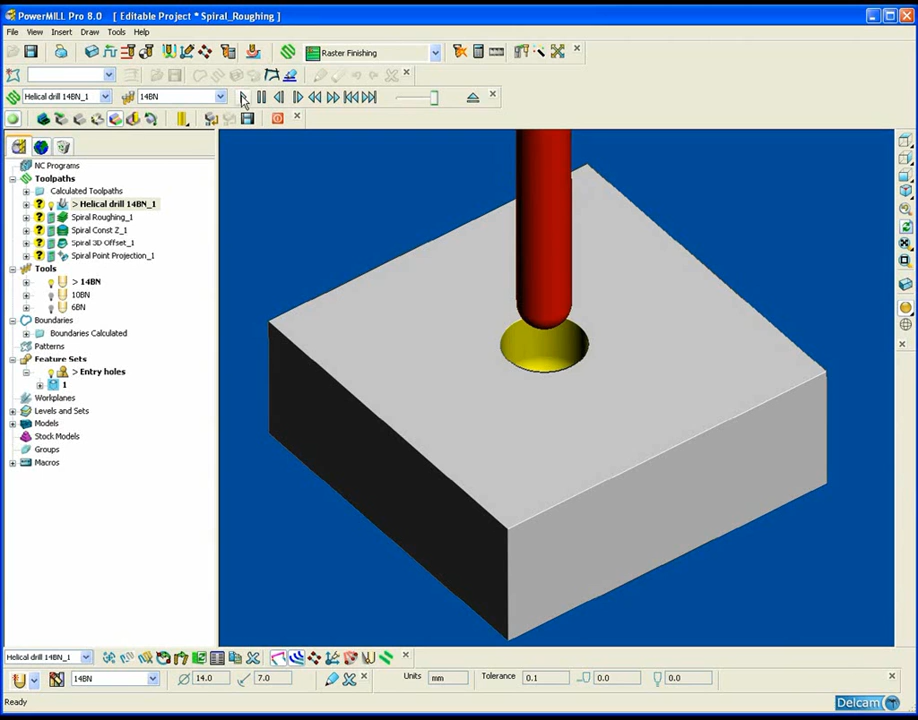 PowerMILL Pro 8.0 [ Editable Project * Spiral_Roughing ]
File View Insert Draw Tools Help
Raster Finishing
Helical drill 14BN_1 14BN
NC Programs
Toolpaths
Calculated Toolpaths
> Helical drill 14BN_1
Spiral Roughing_1
Spiral Const Z_1
Spiral 3D Offset_1
Spiral Point Projection_1
Tools
> 14BN
10BN
6BN
Boundaries
Boundaries Calculated
Patterns
Feature Sets
> Entry holes
1
Workplanes
Levels and Sets
Models
Stock Models
Groups
Macros
Helical drill 14BN_1
14BN 14.0 7.0 Units mm Tolerance 0.1 0.0 0.0
Ready
Delcam